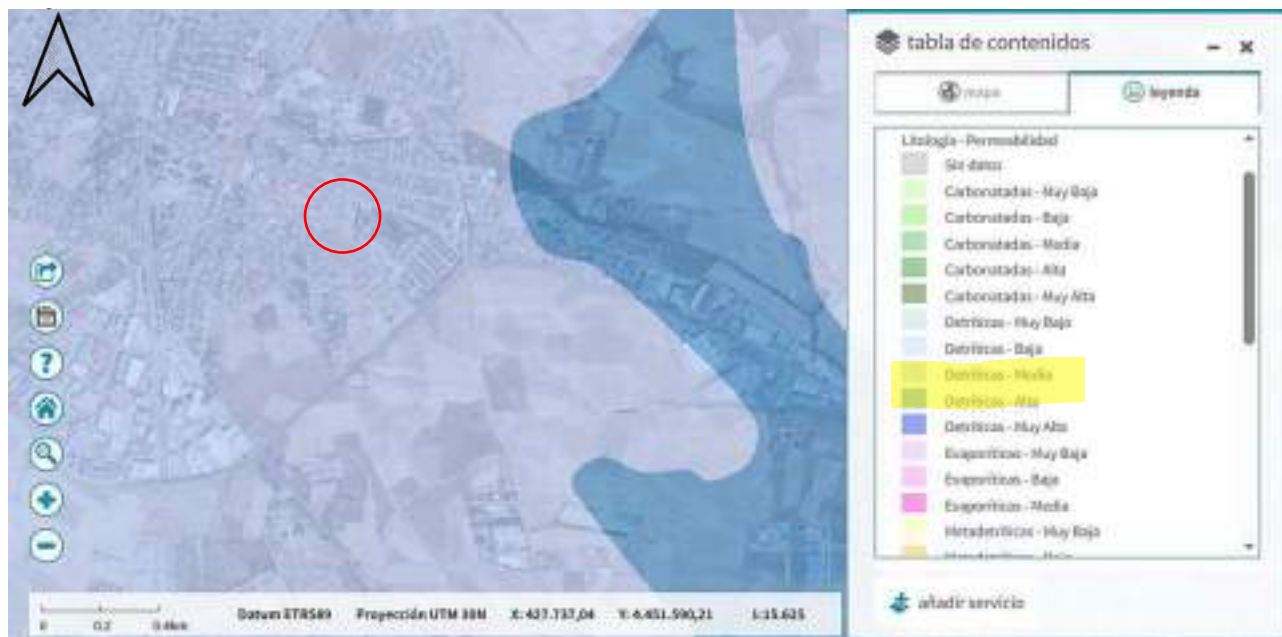 tabla de contenidos
mapa leyenda
Litología - Permeabilidad
Sin datos
Carbonatadas - Muy Baja
Carbonatadas - Baja
Carbonatadas - Media
Carbonatadas - Alta
Carbonatadas - Muy Alta
Detríticas - Muy Baja
Detríticas - Baja
Detríticas - Media
Detríticas - Alta
Detríticas - Muy Alta
Evaporíticas - Muy Baja
Evaporíticas - Baja
Evaporíticas - Media
Metadetríticas - Muy Baja
?
0 0.2 0.4km Datum ETRS89 Proyección UTM 30N X: 427.737,04 Y: 4.451.590,21 1:15.625
añadir servicio